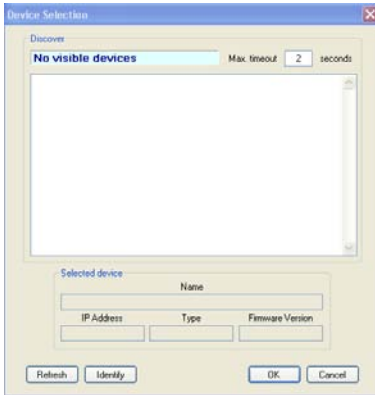 Device Selection
Discover
No visible devices Max. timeout 2 seconds
Selected device
Name
IP Address Type Firmware Version
Refresh Identify OK Cancel